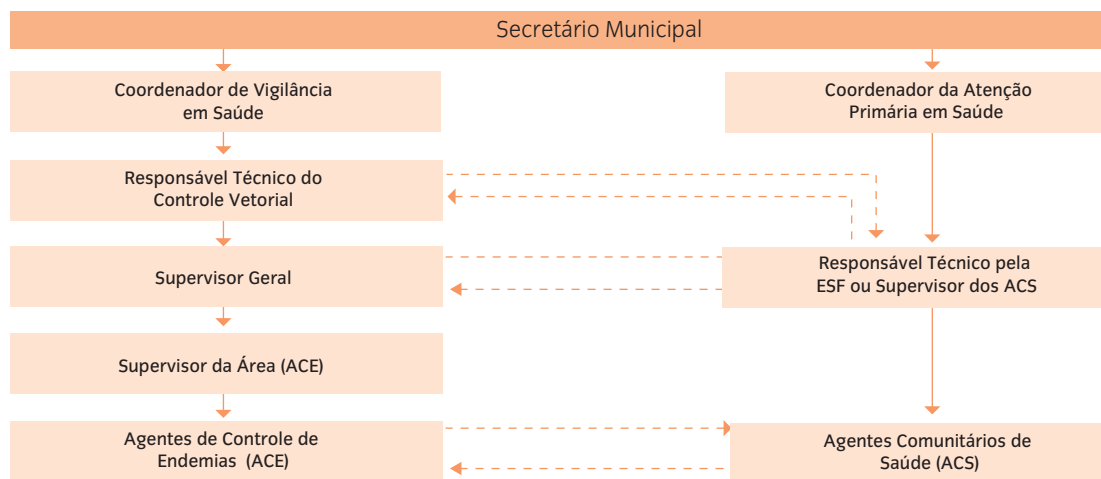 Secretário Municipal
Coordenador de Vigilância
em Saúde
Coordenador da Atenção
Primária em Saúde
Responsável Técnico do
Controle Vetorial
Supervisor Geral
Responsável Técnico pela
ESF ou Supervisor dos ACS
Supervisor da Área (ACE)
Agentes de Controle de
Endemias (ACE)
Agentes Comunitários de
Saúde (ACS)